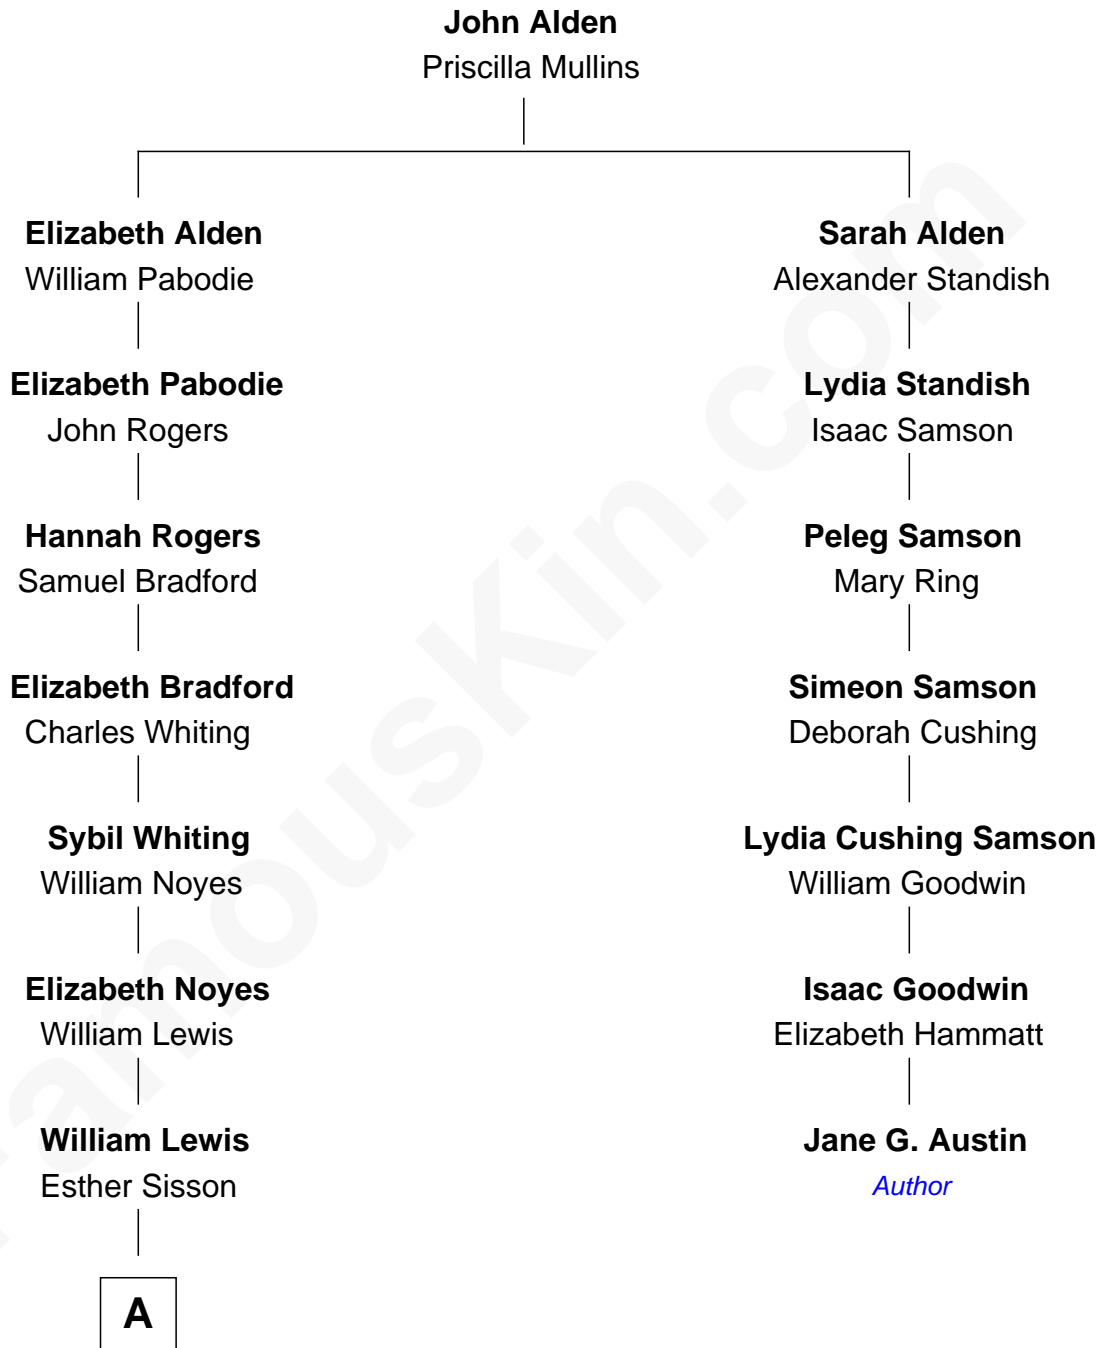 John Alden
Priscilla Mullins
Elizabeth Alden
William Pabodie
Sarah Alden
Alexander Standish
Elizabeth Pabodie
John Rogers
Lydia Standish
Isaac Samson
Hannah Rogers
Samuel Bradford
Peleg Samson
Mary Ring
Elizabeth Bradford
Charles Whiting
Simeon Samson
Deborah Cushing
Sybil Whiting
William Noyes
Lydia Cushing Samson
William Goodwin
Elizabeth Noyes
William Lewis
Isaac Goodwin
Elizabeth Hammatt
William Lewis
Esther Sisson
Jane G. Austin
Author
A
FamousKin.com